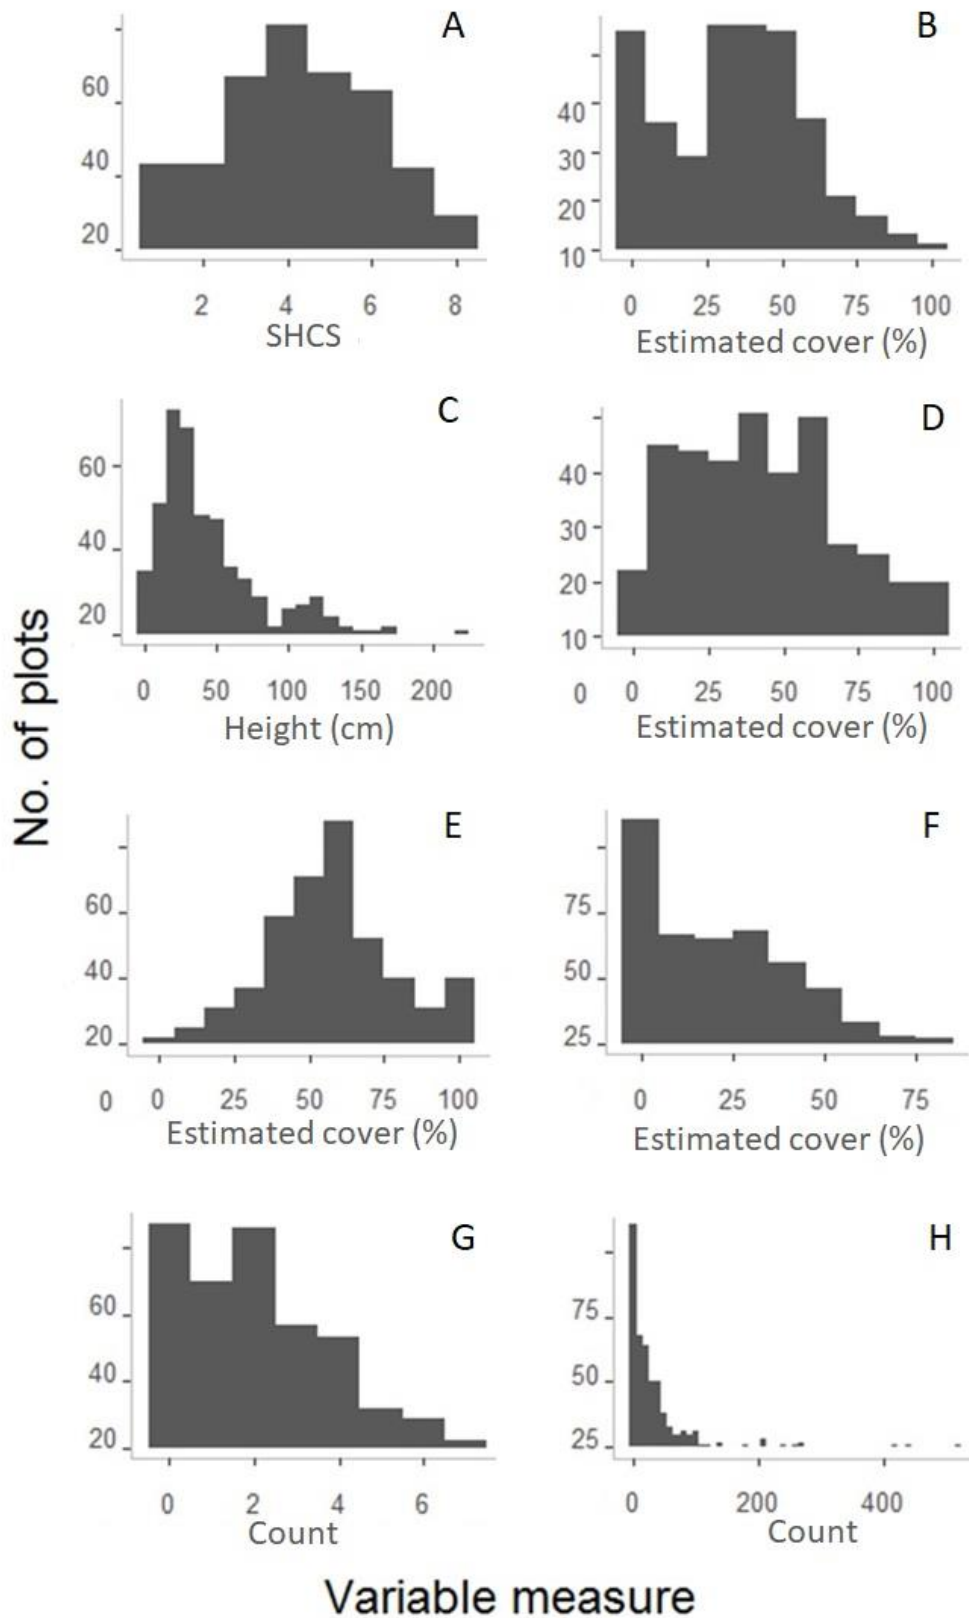 A
60
40
20
2 4 6 8
SHCS
B
40
30
20
10
0 25 50 75 100
Estimated cover (%)
C
60
40
20
0 50 100 150 200
Height (cm)
D
40
30
20
10
0 0 25 50 75 100
Estimated cover (%)
No. of plots
E
60
40
20
0 0 25 50 75 100
Estimated cover (%)
F
75
50
25
0 25 50 75
Estimated cover (%)
G
60
40
20
0 2 4 6
Count
H
75
50
25
0 200 400
Count
Variable measure